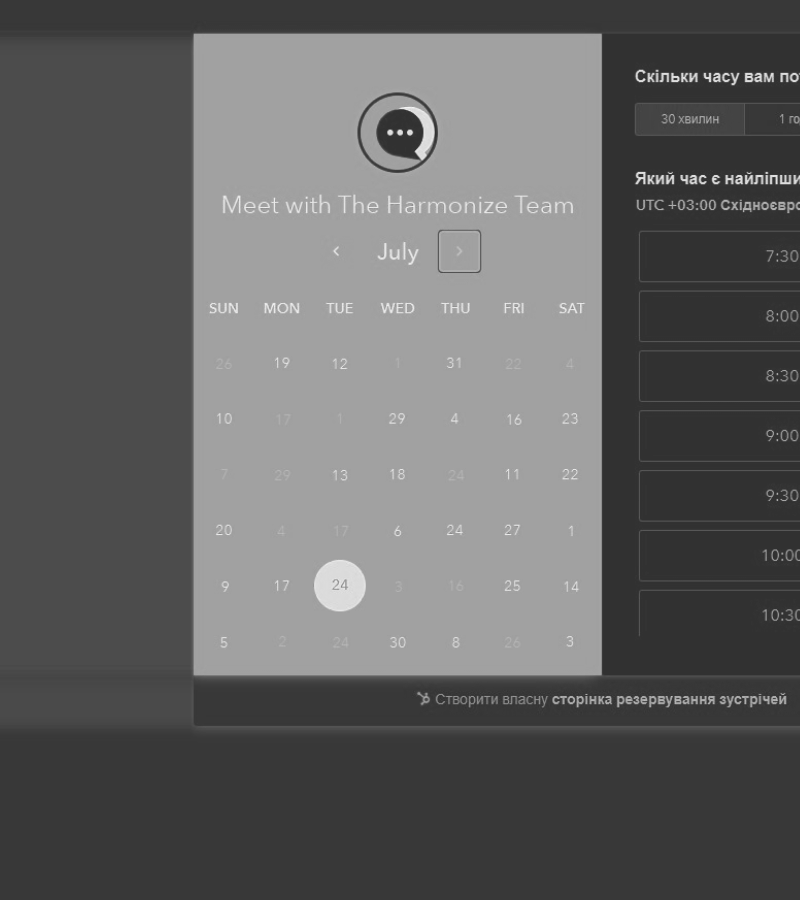 Meet with The Harmonize Team
July
SUN MON TUE WED THU FRI SAT
26 19 12 1 31 22 4
10 17 1 29 4 16 23
7 29 13 18 24 11 22
20 4 17 6 24 27 1
9 17 24 3 16 25 14
5 2 24 30 8 26 3
Скільки часу вам по
30 хвилин 1 го
Який час є найліпши
UTC +03:00 Східноєвро
7:30
8:00
8:30
9:00
9:30
10:00
10:30
Створити власну сторінка резервування зустрічей